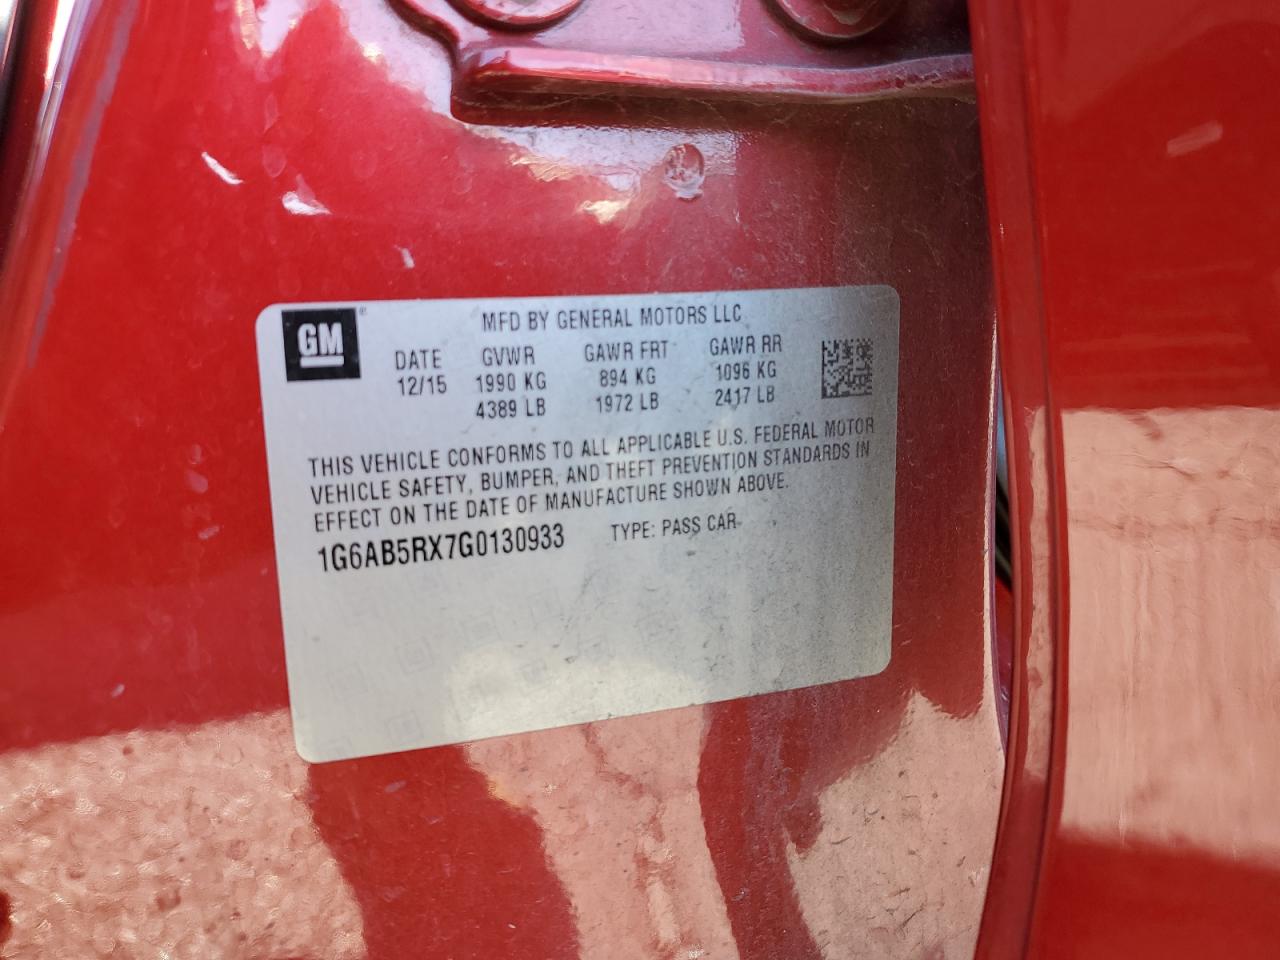 GM®
MFD BY GENERAL MOTORS LLC
DATE GVWR GAWR FRT GAWR RR
12/15 1990 KG 894 KG 1096 KG
4389 LB 1972 LB 2417 LB
THIS VEHICLE CONFORMS TO ALL APPLICABLE U.S. FEDERAL MOTOR
VEHICLE SAFETY, BUMPER, AND THEFT PREVENTION STANDARDS IN
EFFECT ON THE DATE OF MANUFACTURE SHOWN ABOVE.
1G6AB5RX7G0130933 TYPE: PASS CAR